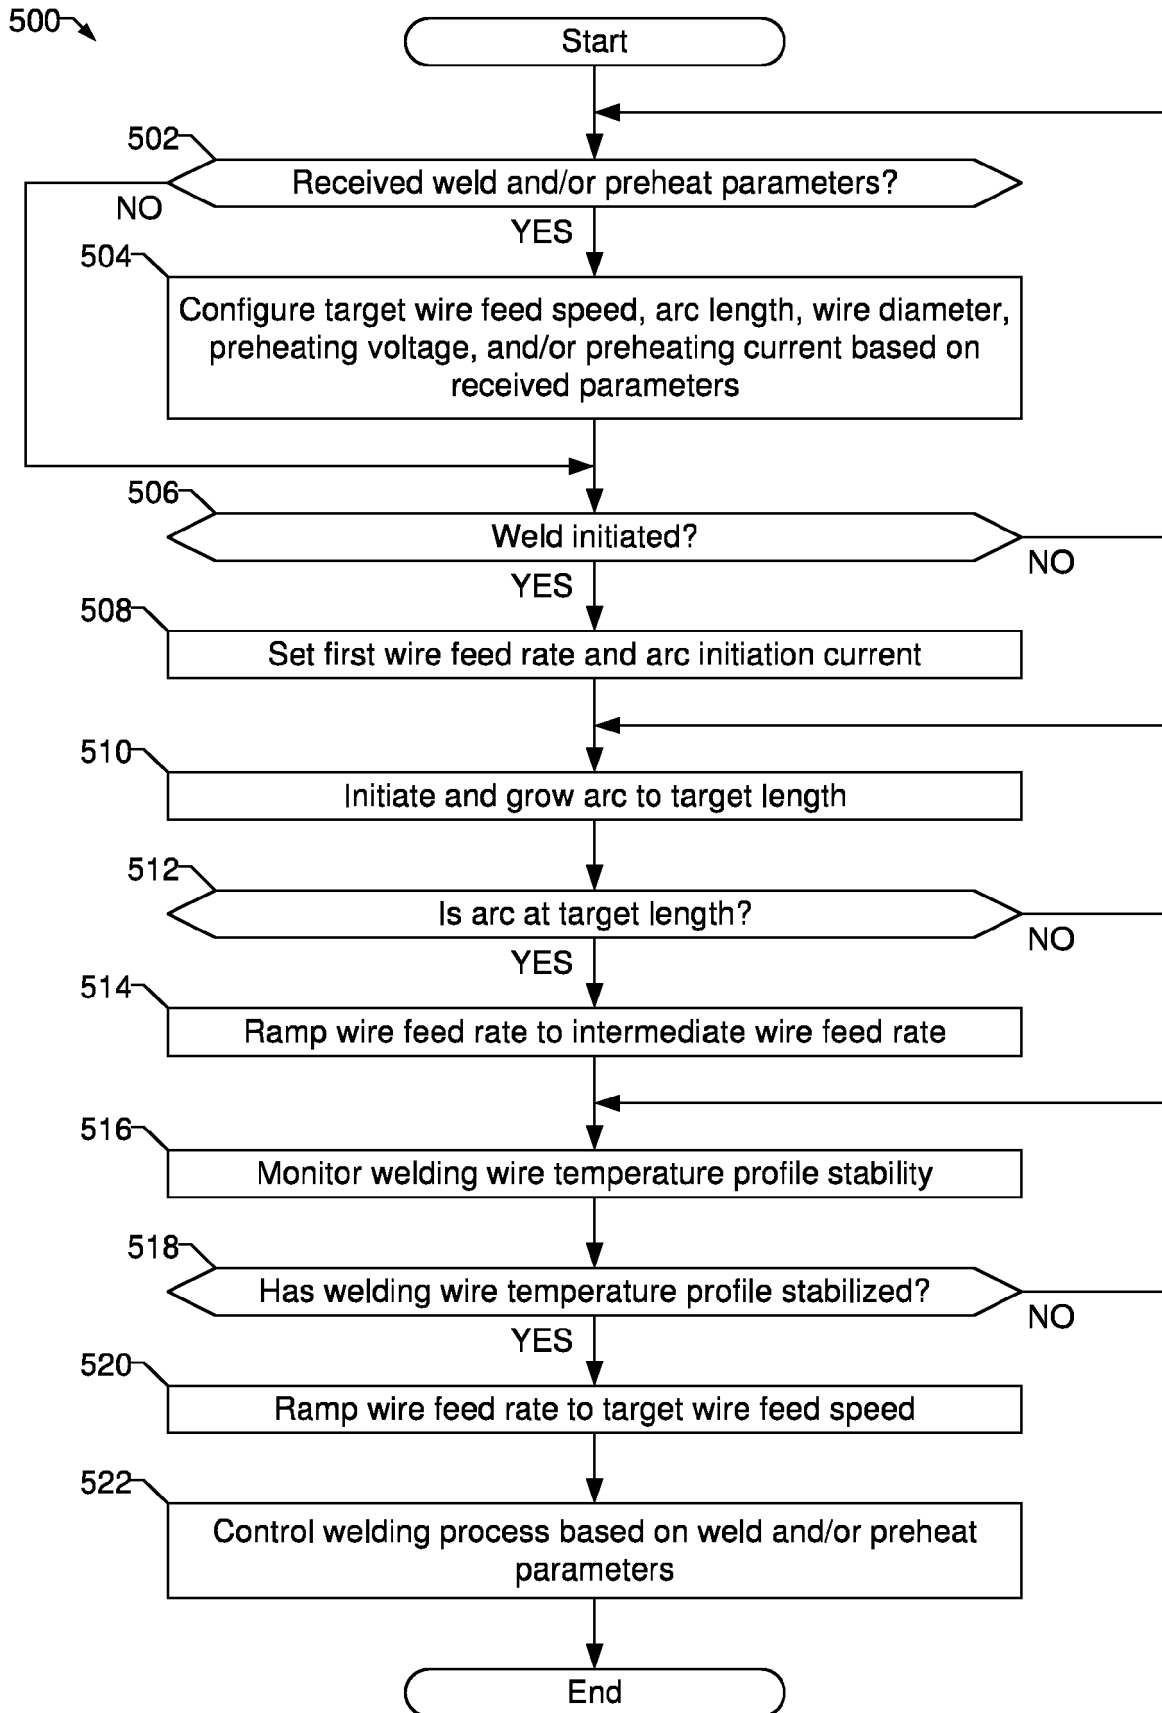 500
Start
502
Received weld and/or preheat parameters?
NO
YES
504
Configure target wire feed speed, arc length, wire diameter,
preheating voltage, and/or preheating current based on
received parameters
506
Weld initiated?
NO
YES
508
Set first wire feed rate and arc initiation current
510
Initiate and grow arc to target length
512
Is arc at target length?
NO
YES
514
Ramp wire feed rate to intermediate wire feed rate
516
Monitor welding wire temperature profile stability
518
Has welding wire temperature profile stabilized?
NO
YES
520
Ramp wire feed rate to target wire feed speed
522
Control welding process based on weld and/or preheat
parameters
End